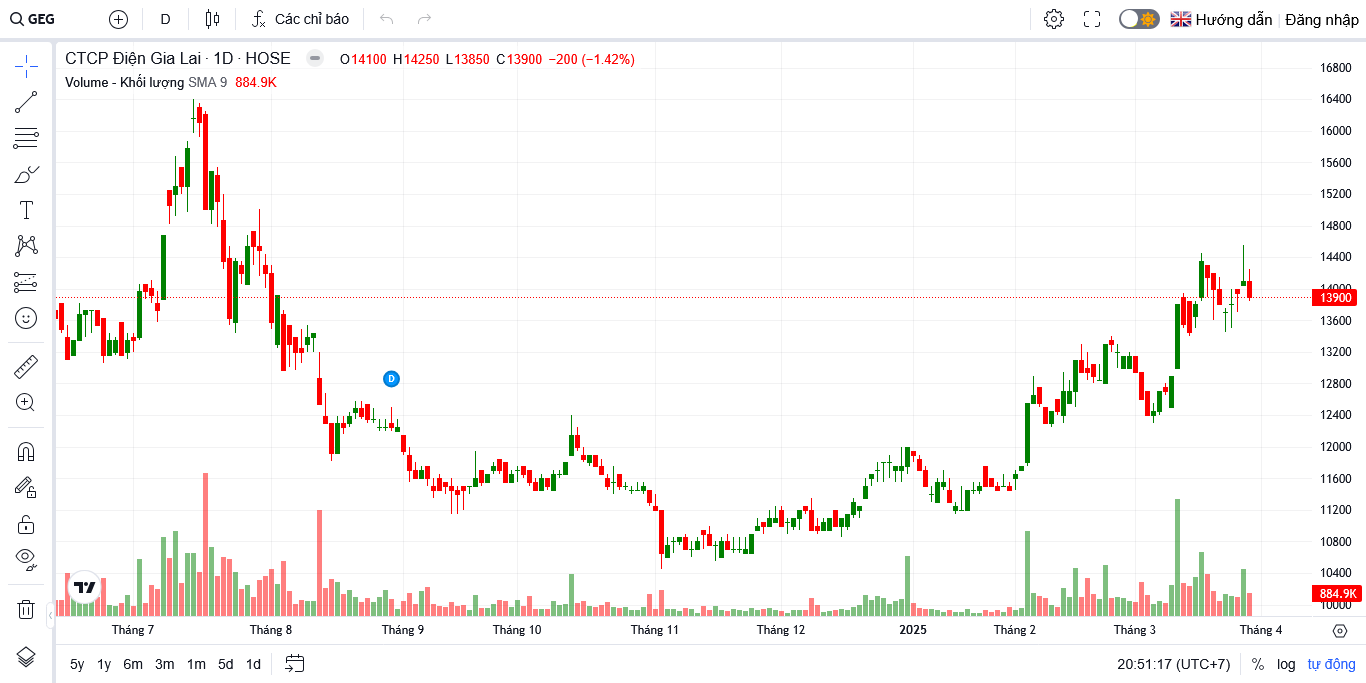 GEG D Các chỉ báo Hướng dẫn Đăng nhập
CTCP Điện Gia Lai · 1D · HOSE O14100 H14250 L13850 C13900 −200 (−1.42%)
Volume - Khối lượng SMA 9 884.9K
16800
16400
16000
15600
15200
14800
14400
14000
13900
13600
13200
12800
D
12400
12000
11600
11200
10800
10400
884.9K
10000
Tháng 7 Tháng 8 Tháng 9 Tháng 10 Tháng 11 Tháng 12 2025 Tháng 2 Tháng 3 Tháng 4
5y 1y 6m 3m 1m 5d 1d 20:51:17 (UTC+7) % log tự động